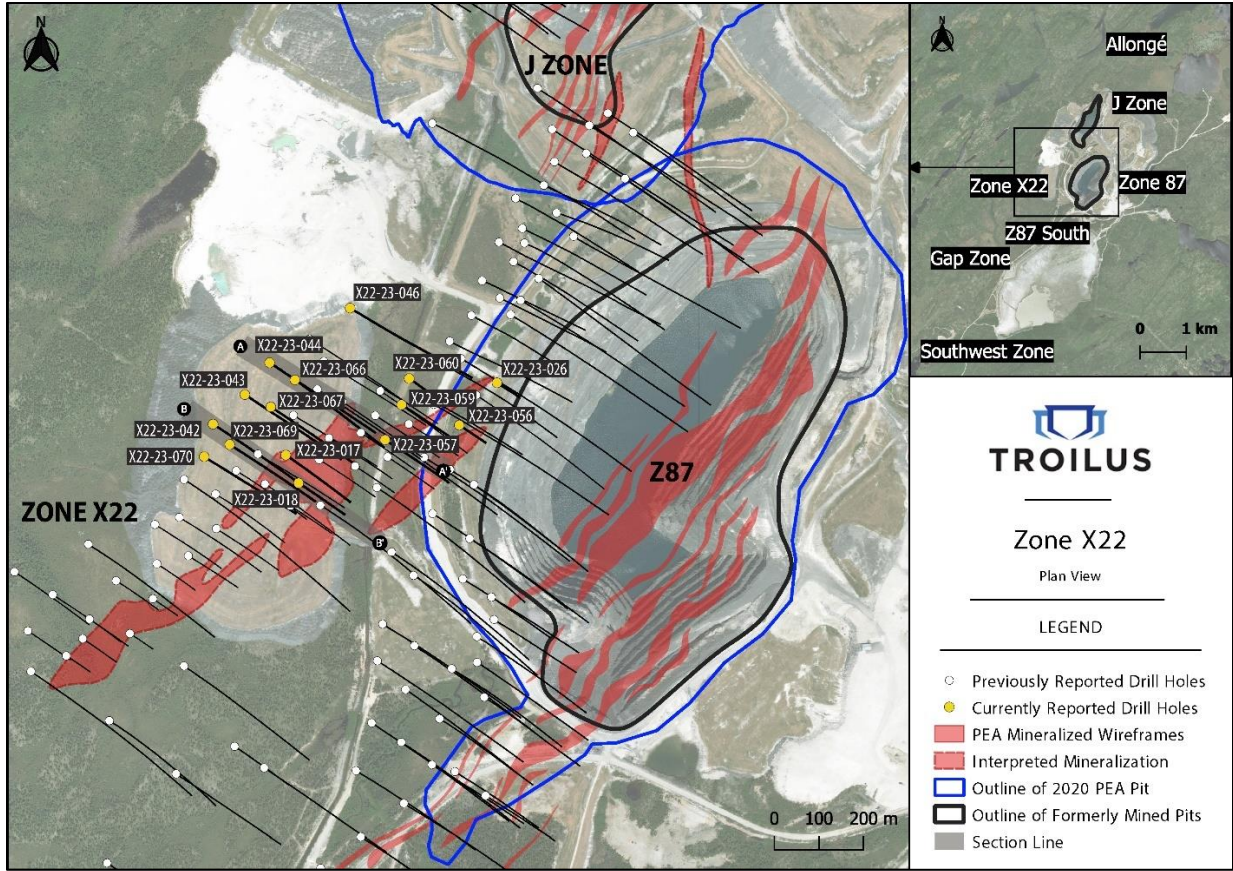 N
J ZONE
X22-23-046
A
X22-23-044
X22-23-066
X22-23-060
X22-23-026
X22-23-043
X22-23-067
X22-23-059
B
X22-23-056
X22-23-042
X22-23-069
X22-23-017
X22-23-057
X22-23-070
A'
Z87
X22-23-018
ZONE X22
B'
0 100 200 m
N
Allongé
J Zone
Zone X22
Zone 87
Z87 South
Gap Zone
0 1 km
Southwest Zone
TROILUS
Zone X22
Plan View
LEGEND
Previously Reported Drill Holes
Currently Reported Drill Holes
PEA Mineralized Wireframes
Interpreted Mineralization
Outline of 2020 PEA Pit
Outline of Formerly Mined Pits
Section Line